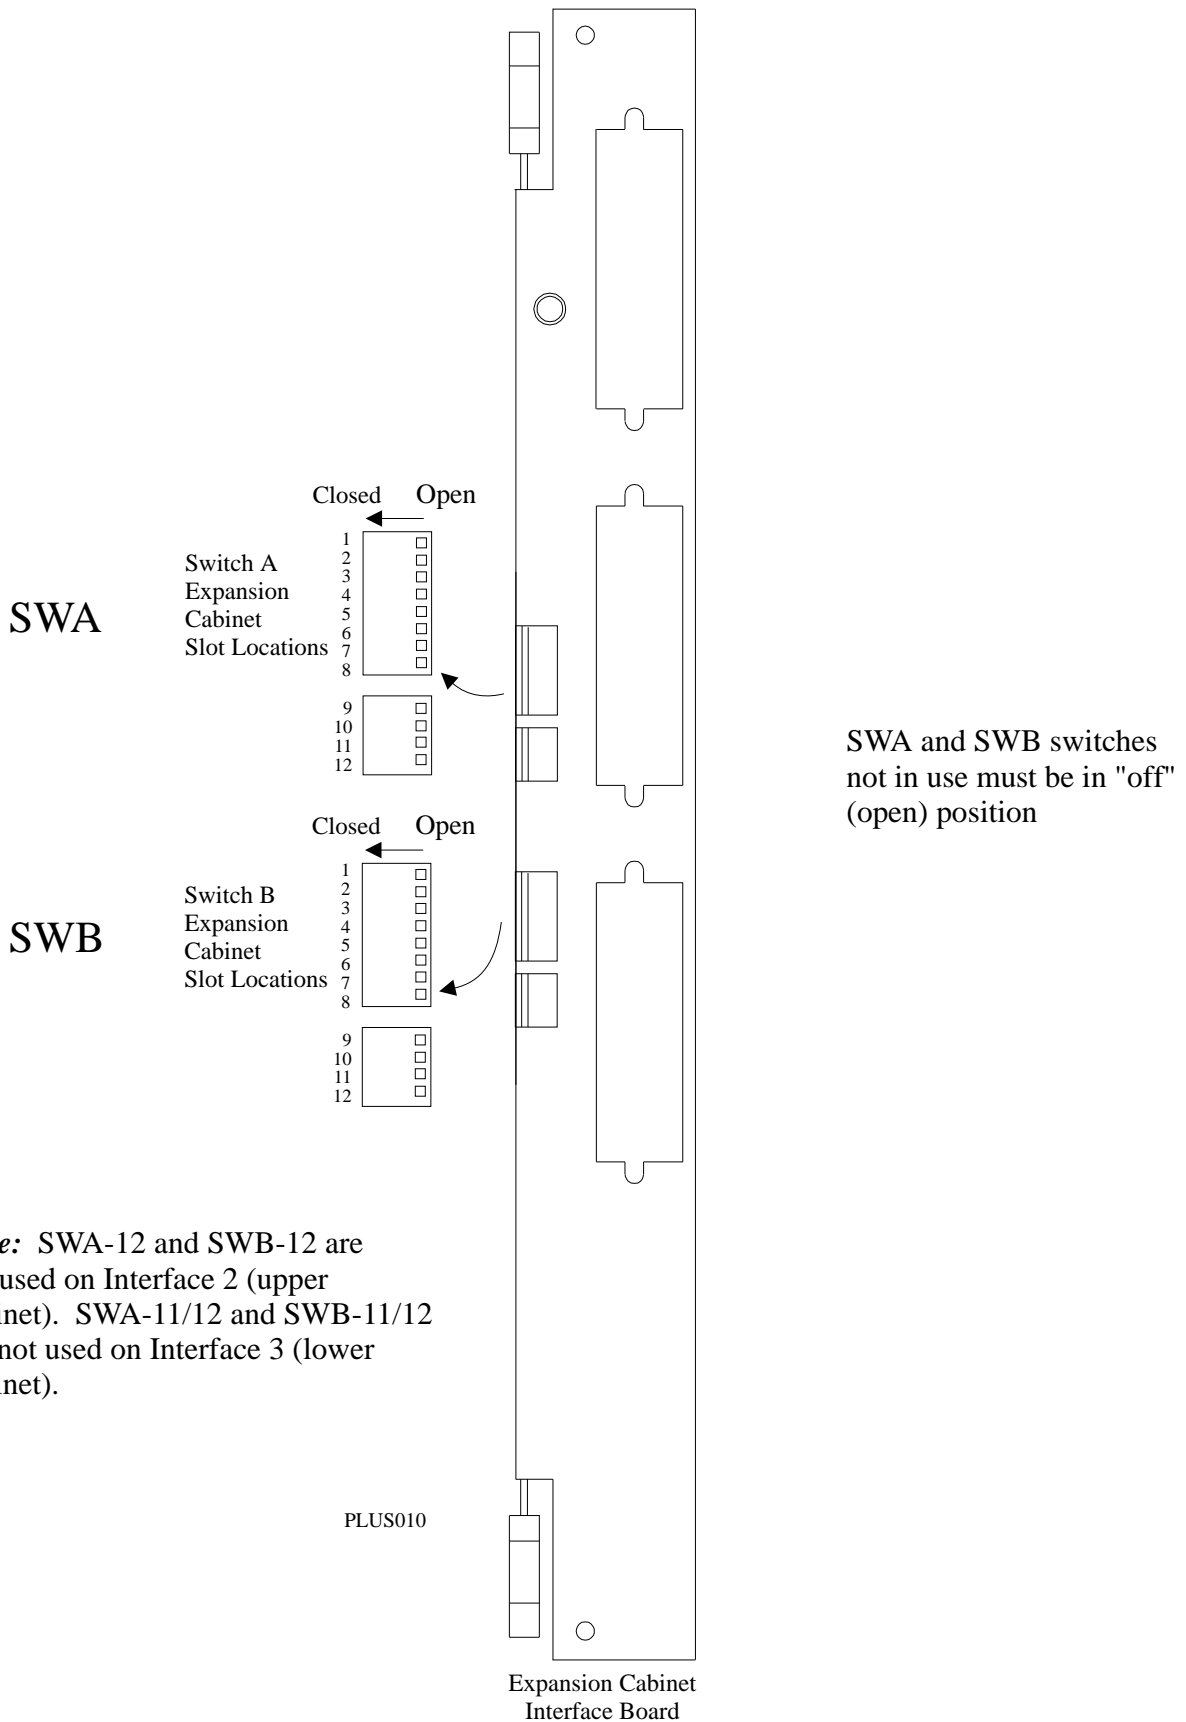 Closed Open
1
2
3
4
5
6
7
8
Switch A
Expansion
Cabinet
Slot Locations
SWA
9
10
11
12
SWA and SWB switches
not in use must be in "off"
(open) position
Closed Open
1
2
3
4
5
6
7
8
Switch B
Expansion
Cabinet
Slot Locations
SWB
9
10
11
12
e: SWA-12 and SWB-12 are
used on Interface 2 (upper
inet). SWA-11/12 and SWB-11/12
not used on Interface 3 (lower
inet).
PLUS010
Expansion Cabinet
Interface Board